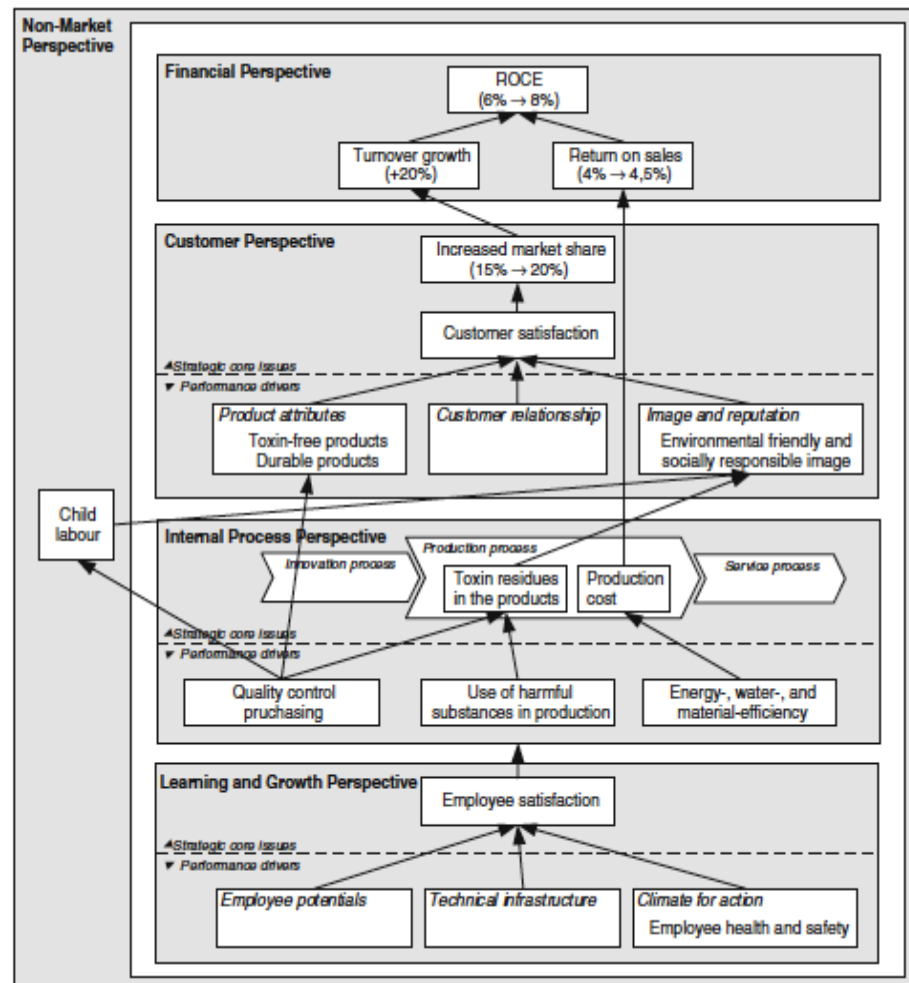 Non-Market
Perspective
Financial Perspective
ROCE
(6% → 8%)
Turnover growth
(+20%)
Return on sales
(4% → 4,5%)
Customer Perspective
Increased market share
(15% → 20%)
Customer satisfaction
Strategic core issues
Performance drivers
Product attributes
Toxin-free products
Durable products
Customer relationsship
Image and reputation
Environmental friendly and
socially responsible image
Child
labour
Internal Process Perspective
Innovation process
Production process
Service process
Toxin residues
in the products
Production
cost
Strategic core issues
Performance drivers
Quality control
pruchasing
Use of harmful
substances in production
Energy-, water-, and
material-efficiency
Learning and Growth Perspective
Employee satisfaction
Strategic core issues
Performance drivers
Employee potentials
Technical infrastructure
Climate for action
Employee health and safety